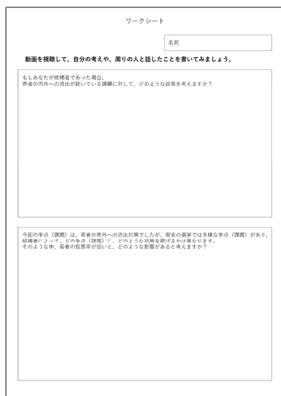 ワークシート
名前
動画を視聴して、自分の考えや、周りの人と話したことを書いてみましょう。
もしあなたが候補者であった場合、
若者の市外への流出が続いている課題に対して、どのような政策を考えますか？
今回の争点（課題）は、若者の市外への流出対策でしたが、現実の選挙では各種な争点（課題）があり、
候補者によって、どの争点（課題）に、どのような政策を掲げるかは異なります。
そのような中、若者の投票率が低いと、どのような影響があると考えますか？